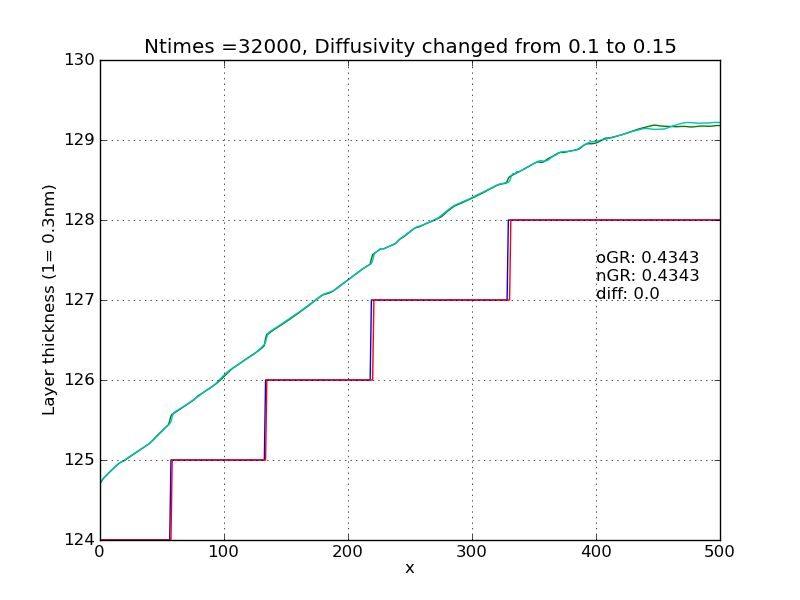 Ntimes =32000, Diffusivity changed from 0.1 to 0.15
130
129
128
127
126
125
124
Layer thickness (1= 0.3nm)
oGR: 0.4343
nGR: 0.4343
diff: 0.0
0 100 200 300 400 500
x